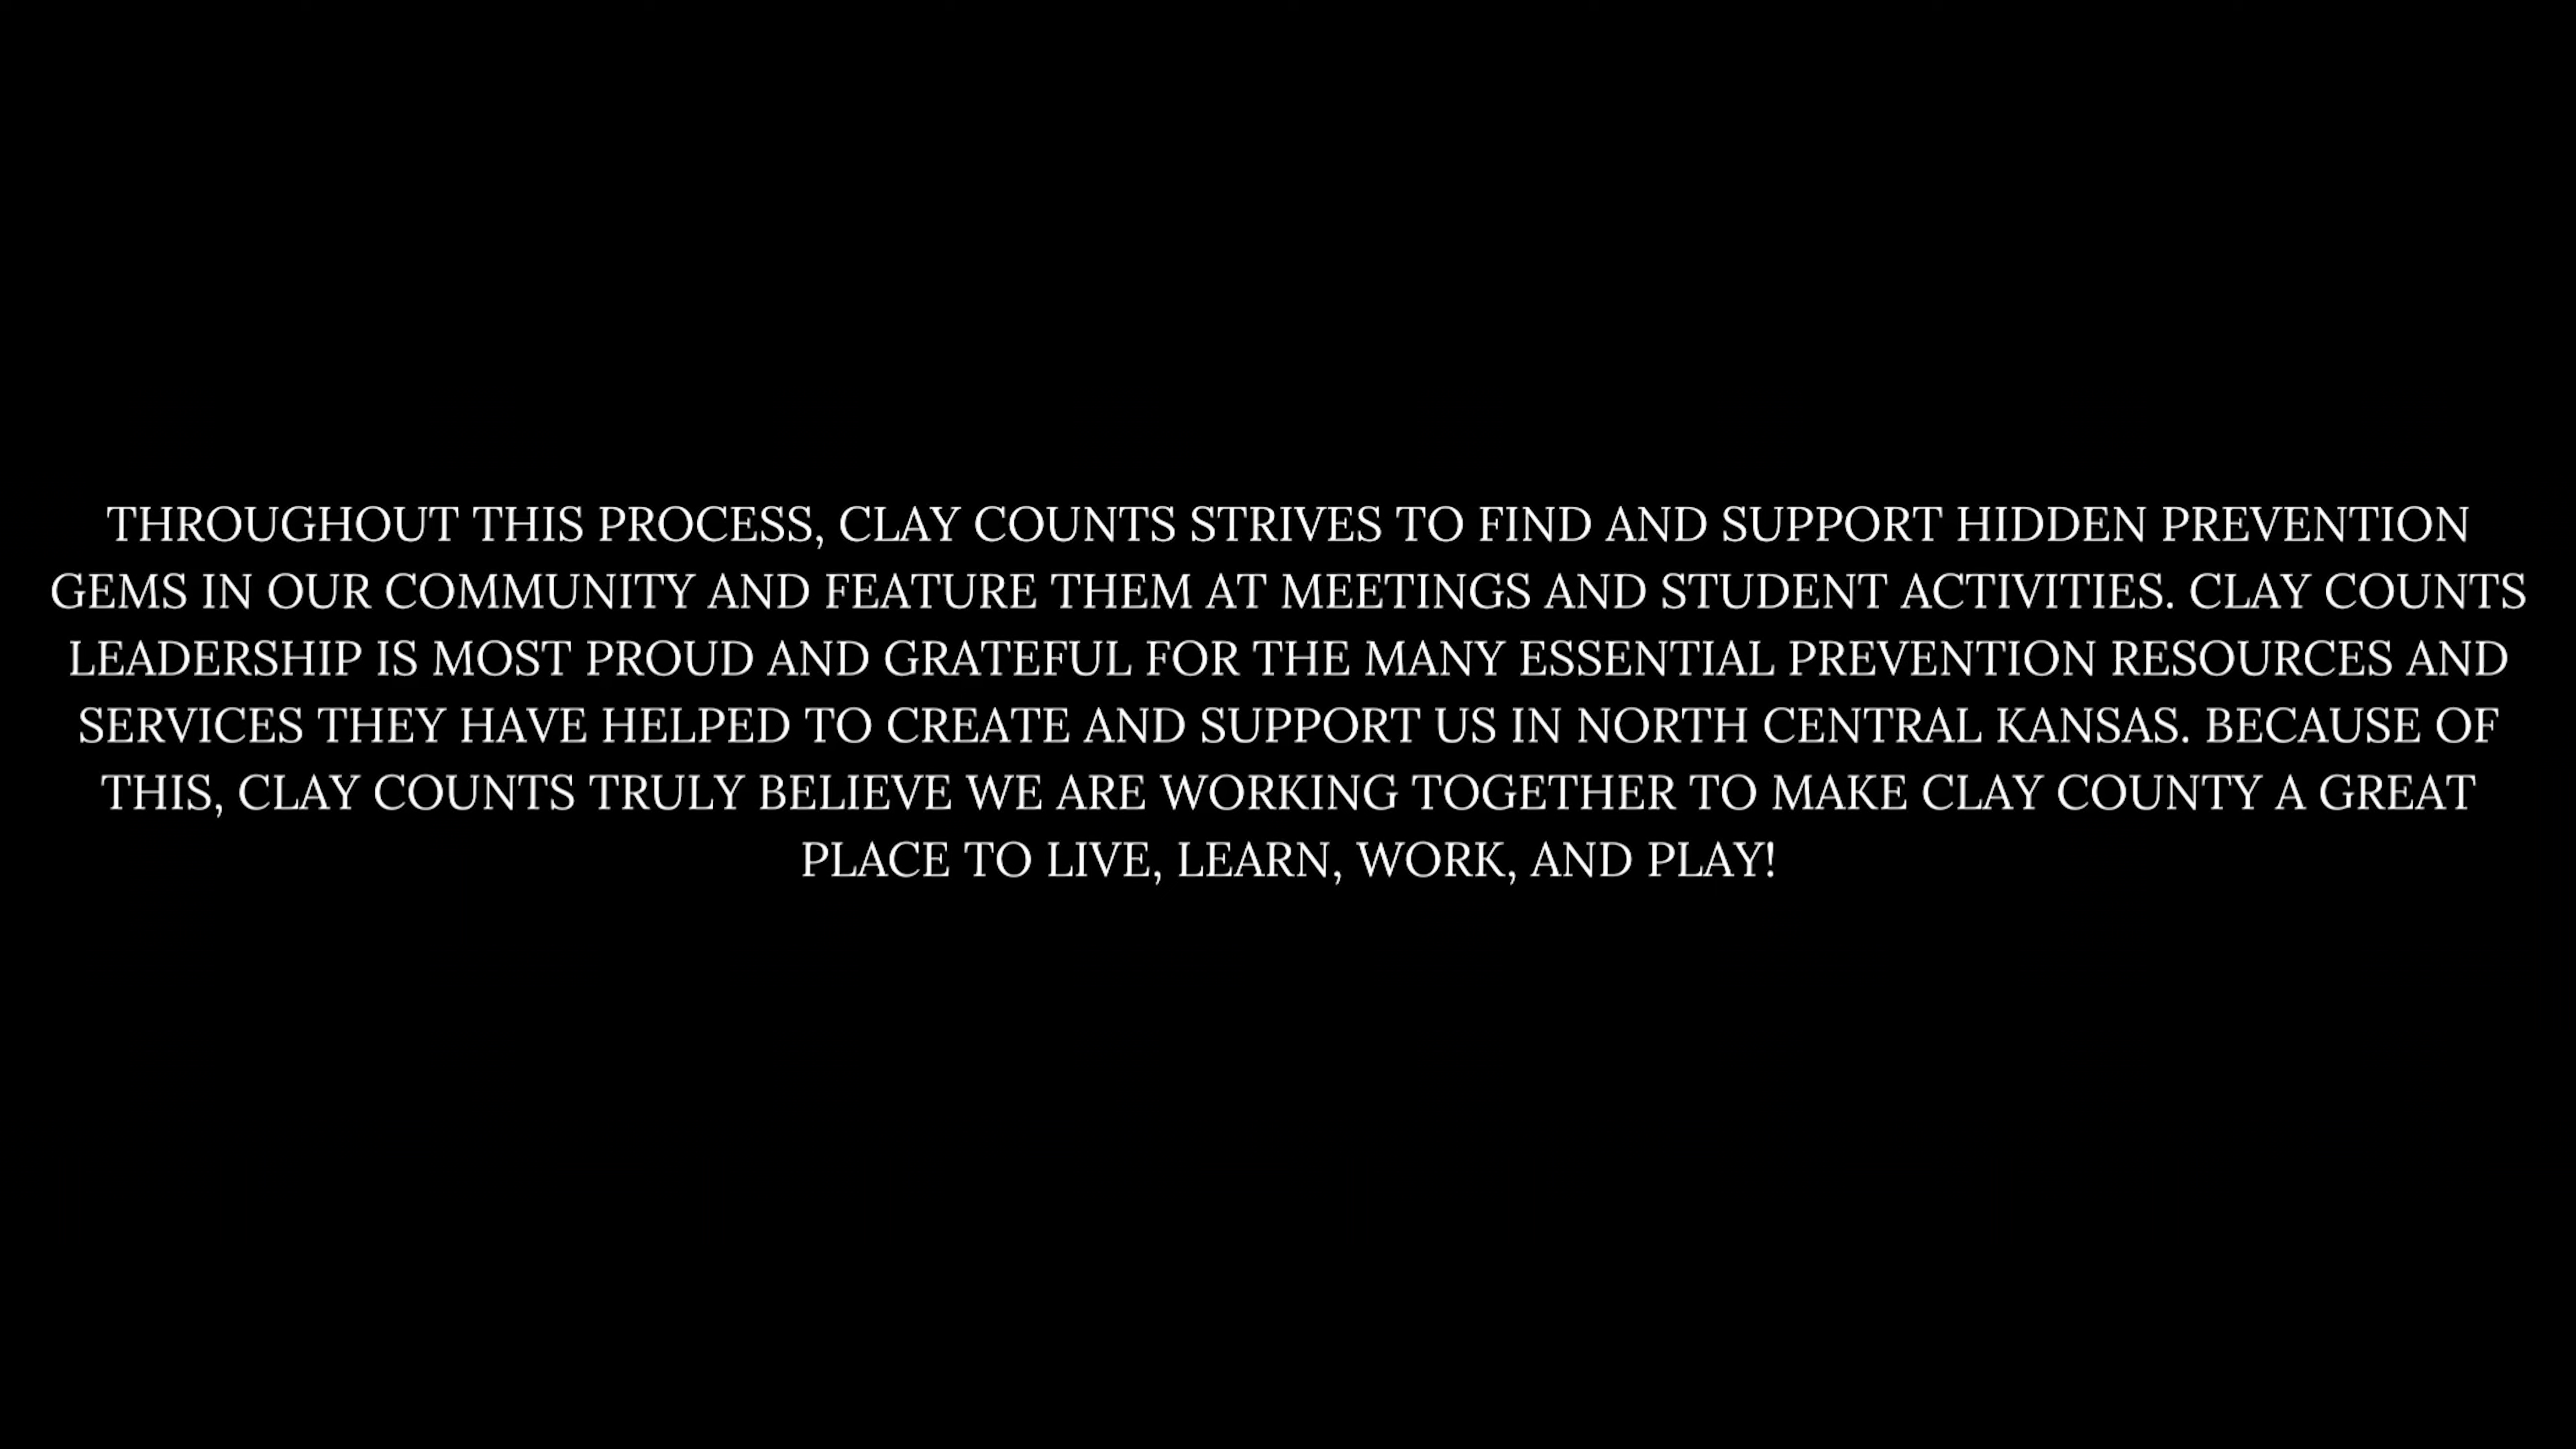 THROUGHOUT THIS PROCESS, CLAY COUNTS STRIVES TO FIND AND SUPPORT HIDDEN PREVENTION
GEMS IN OUR COMMUNITY AND FEATURE THEM AT MEETINGS AND STUDENT ACTIVITIES. CLAY COUNTS
LEADERSHIP IS MOST PROUD AND GRATEFUL FOR THE MANY ESSENTIAL PREVENTION RESOURCES AND
SERVICES THEY HAVE HELPED TO CREATE AND SUPPORT US IN NORTH CENTRAL KANSAS. BECAUSE OF
THIS, CLAY COUNTS TRULY BELIEVE WE ARE WORKING TOGETHER TO MAKE CLAY COUNTY A GREAT
PLACE TO LIVE, LEARN, WORK, AND PLAY!